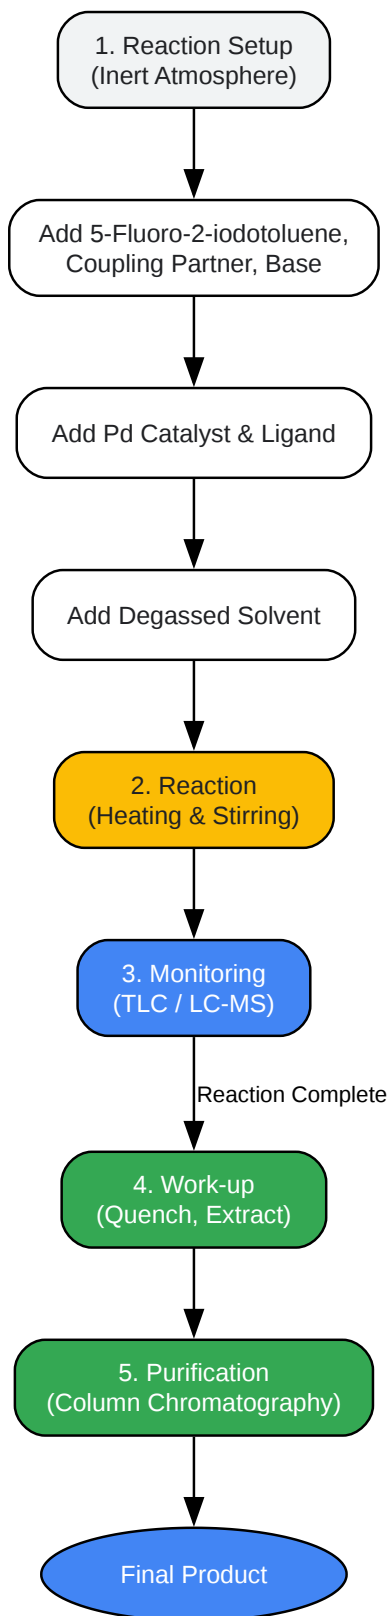 1. Reaction Setup
(Inert Atmosphere)
Add 5-Fluoro-2-iodotoluene,
Coupling Partner, Base
Add Pd Catalyst & Ligand
Add Degassed Solvent
2. Reaction
(Heating & Stirring)
3. Monitoring
(TLC / LC-MS)
Reaction Complete
4. Work-up
(Quench, Extract)
5. Purification
(Column Chromatography)
Final Product